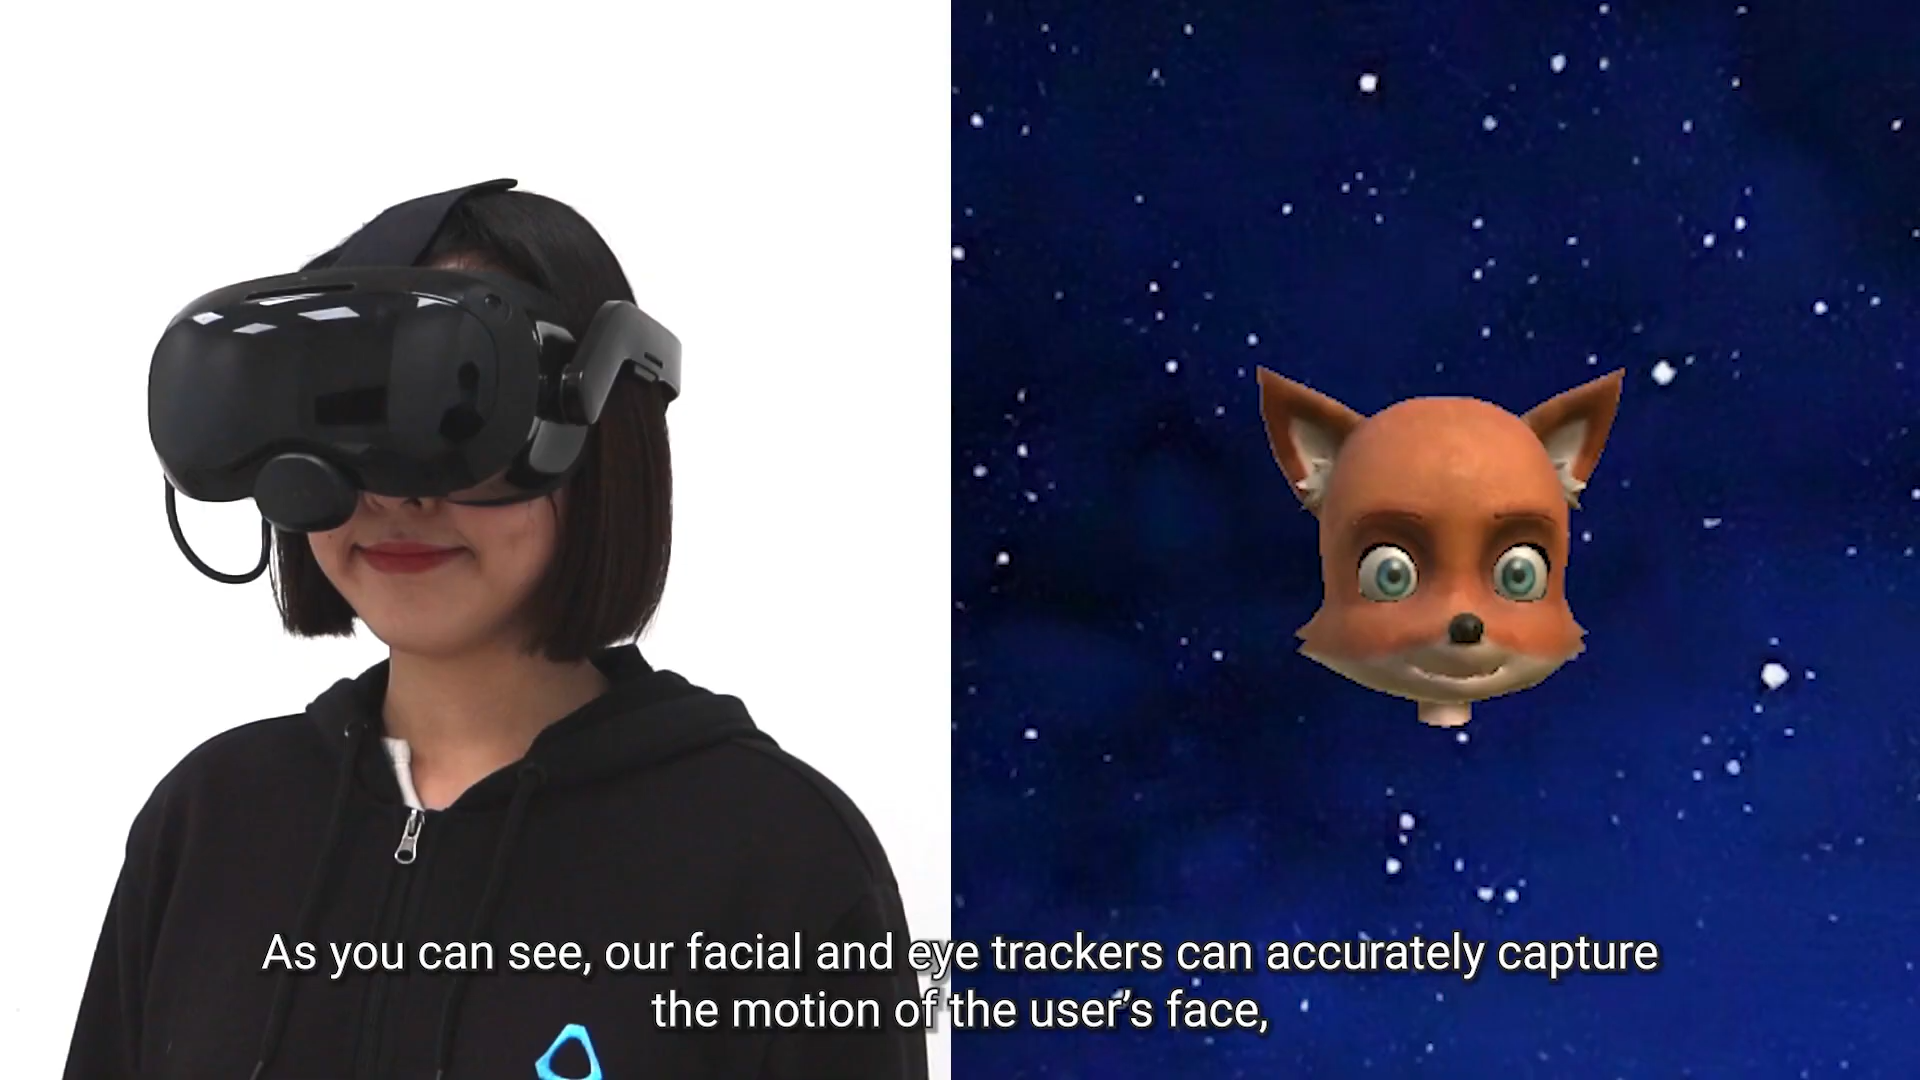 As you can see, our facial and eye trackers can accurately capture
the motion of the user’s face,